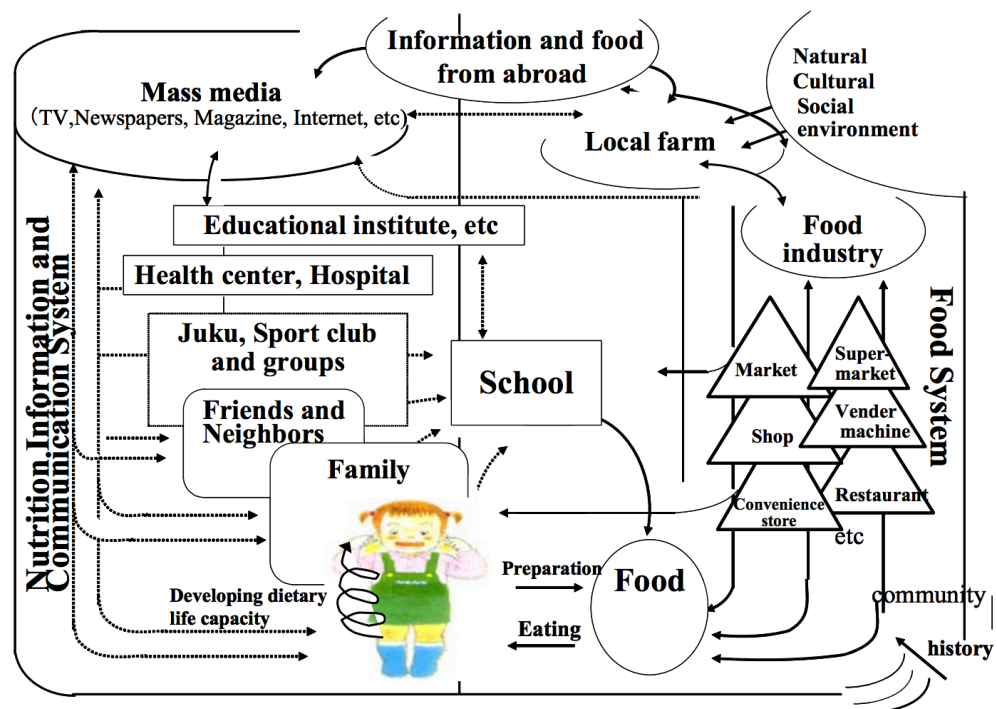 Information and food
from abroad
Natural
Cultural
Social
environment
Mass media
(TV,Newspapers, Magazine, Internet, etc)
Local farm
Educational institute, etc
Food
industry
Health center, Hospital
Nutrition Information and
Communication System
Juku, Sport club
and groups
School
Market
Super-
market
Food System
Friends and
Neighbors
Shop
Vender
machine
Family
Convenience
store
Restaurant
etc
Preparation
Food
Developing dietary
life capacity
Eating
community
history